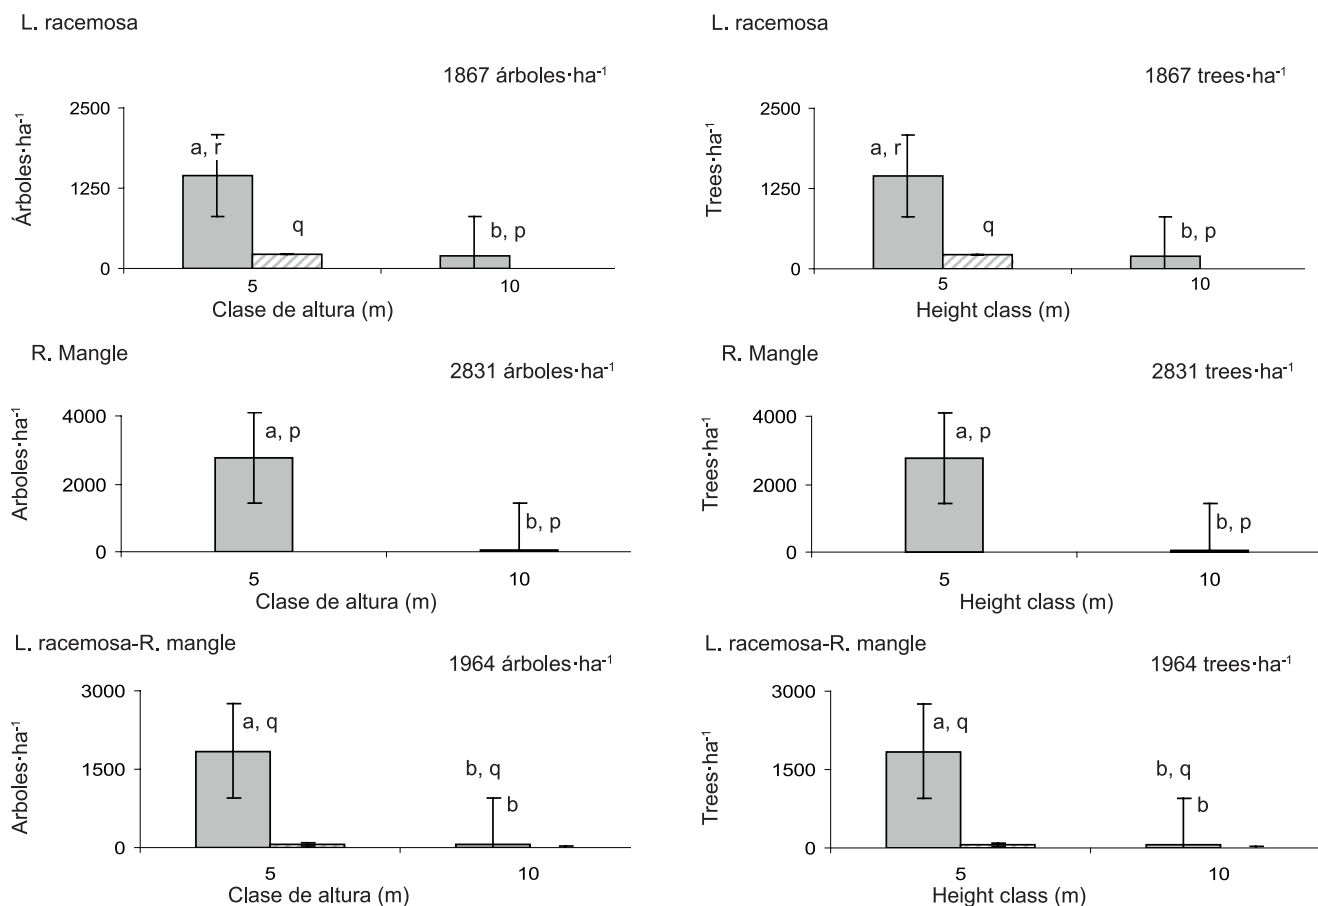 L. racemosa
1867 árboles·ha⁻¹
Árboles·ha⁻¹
2500
1250
0
a, r
q
b, p
5
10
Clase de altura (m)
R. Mangle
2831 árboles·ha⁻¹
Arboles·ha⁻¹
4000
2000
0
a, p
b, p
5
10
Clase de altura (m)
L. racemosa-R. mangle
1964 árboles·ha⁻¹
Arboles·ha⁻¹
3000
1500
0
a, q
b, q
b
5
10
Clase de altura (m)
L. racemosa
1867 trees·ha⁻¹
Trees·ha⁻¹
2500
1250
0
a, r
q
b, p
5
10
Height class (m)
R. Mangle
2831 trees·ha⁻¹
Trees·ha⁻¹
4000
2000
0
a, p
b, p
5
10
Height class (m)
L. racemosa-R. mangle
1964 trees·ha⁻¹
Trees·ha⁻¹
3000
1500
0
a, q
b, q
b
5
10
Height class (m)